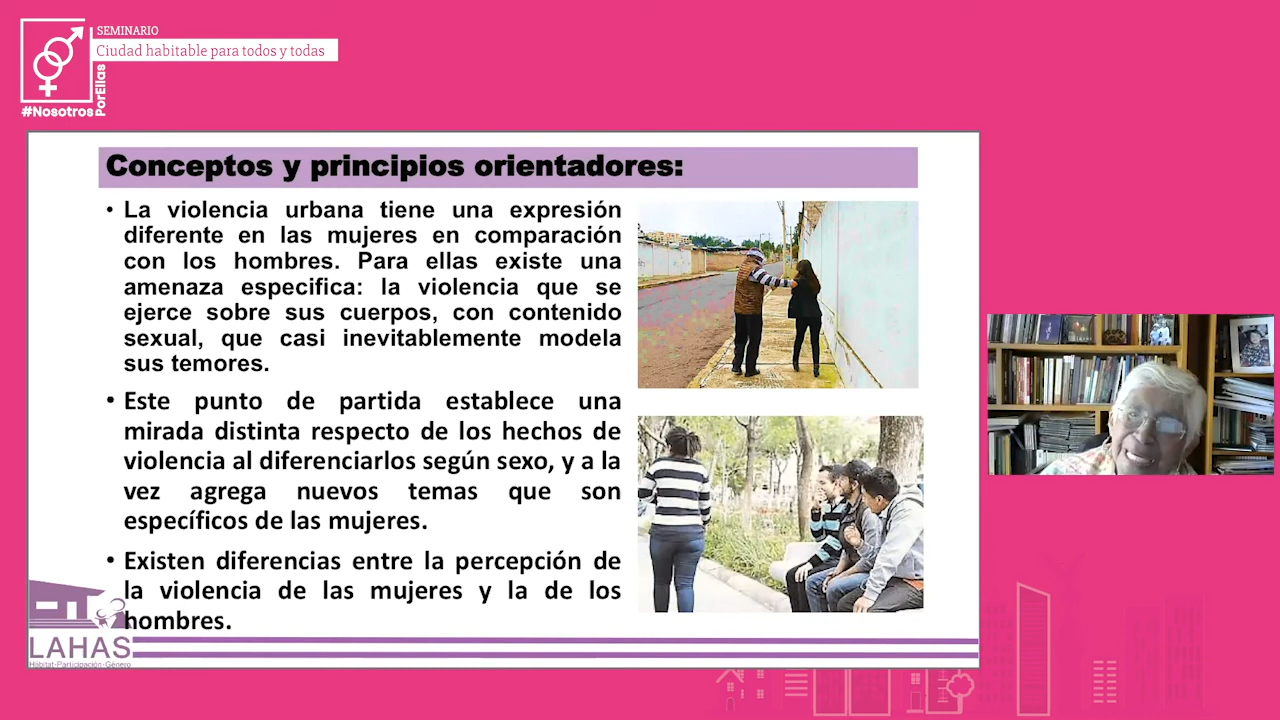 SEMINARIO
Ciudad habitable para todos y todas
#Nosotros
PorEllas
Conceptos y principios orientadores:
• La violencia urbana tiene una expresión
diferente en las mujeres en comparación
con los hombres. Para ellas existe una
amenaza especifica: la violencia que se
ejerce sobre sus cuerpos, con contenido
sexual, que casi inevitablemente modela
sus temores.
• Este punto de partida establece una
mirada distinta respecto de los hechos de
violencia al diferenciarlos según sexo, y a la
vez agrega nuevos temas que son
específicos de las mujeres.
• Existen diferencias entre la percepción de
la violencia de las mujeres y la de los
hombres.
LAHAS
Hábitat-Participación-Género